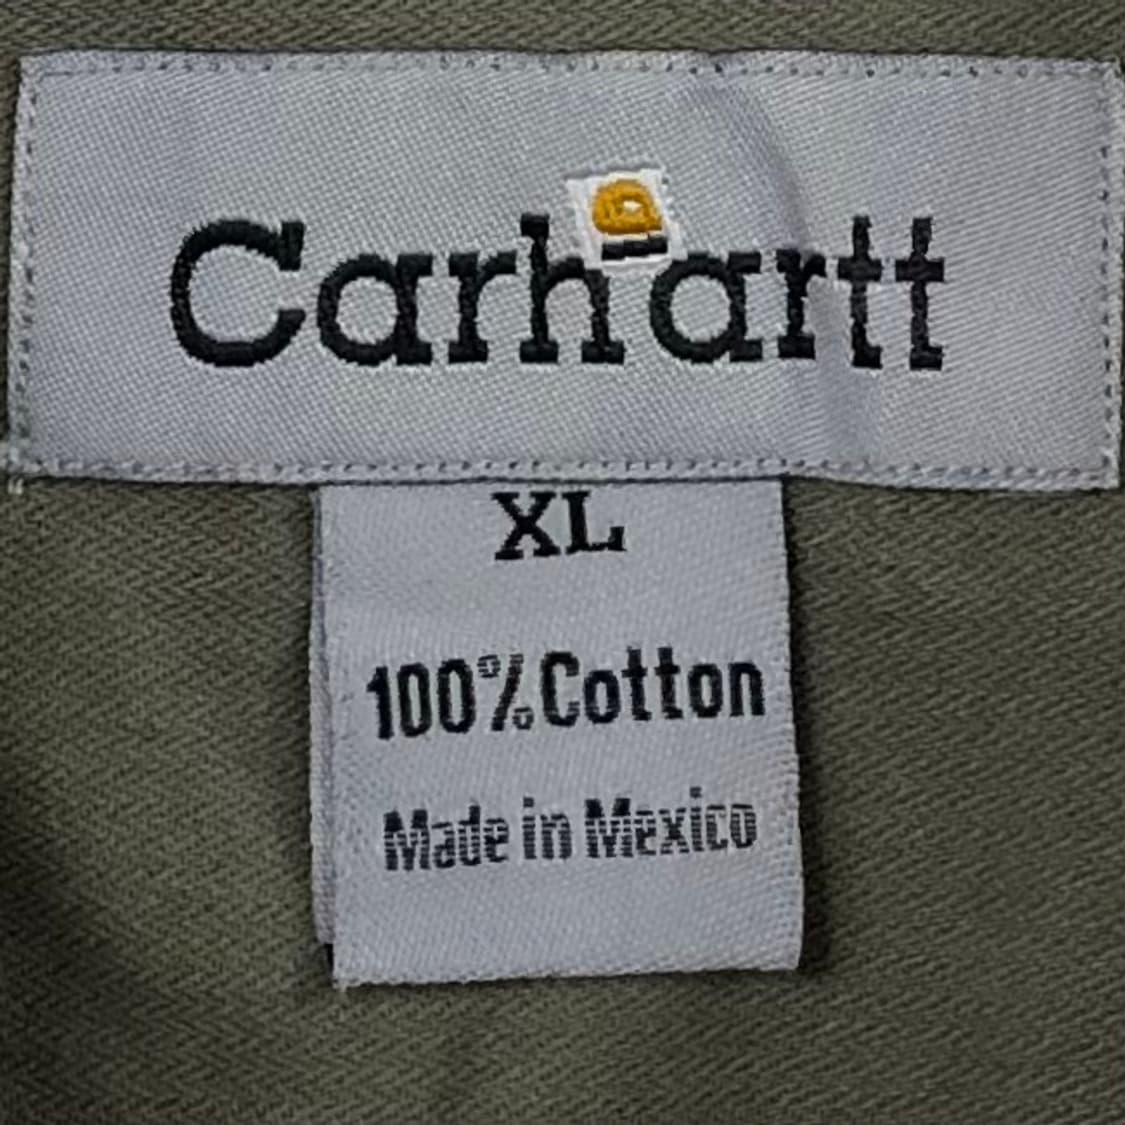 Carhartt
XL
100% Cotton
Made in Mexico